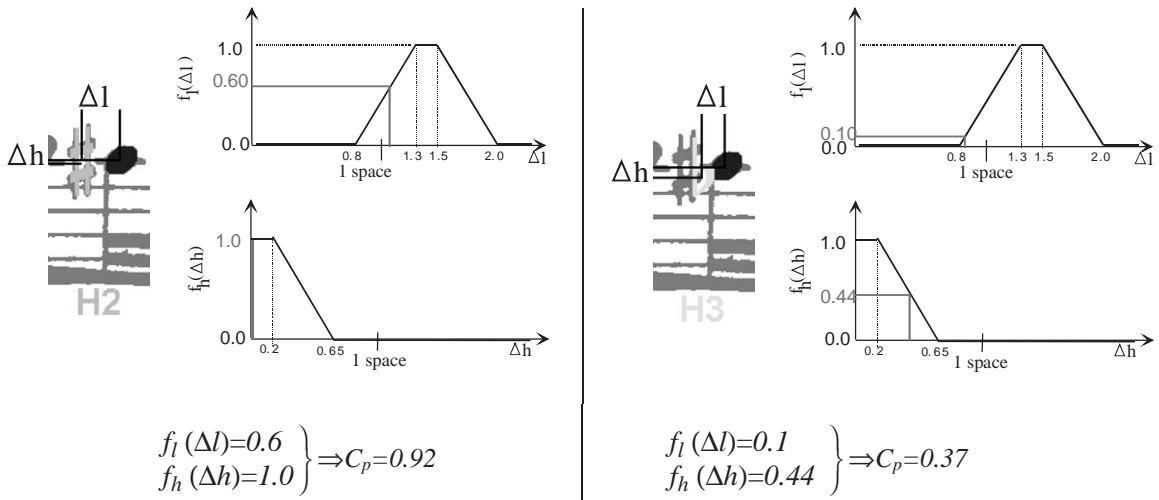 Δl
Δh
H2
f_l(Δl)
1.0
0.60
0.0
0.8
1.3
1.5
2.0
Δl
1 space
f_h(Δh)
1.0
0.0
0.2
0.65
Δh
1 space
f_l (Δl)=0.6
f_h (Δh)=1.0
⇒C_p=0.92
Δl
Δh
H3
f_l(Δl)
1.0
0.10
0.0
0.8
1.3
1.5
2.0
Δl
1 space
f_h(Δh)
1.0
0.44
0.0
0.2
0.65
Δh
1 space
f_l (Δl)=0.1
f_h (Δh)=0.44
⇒C_p=0.37